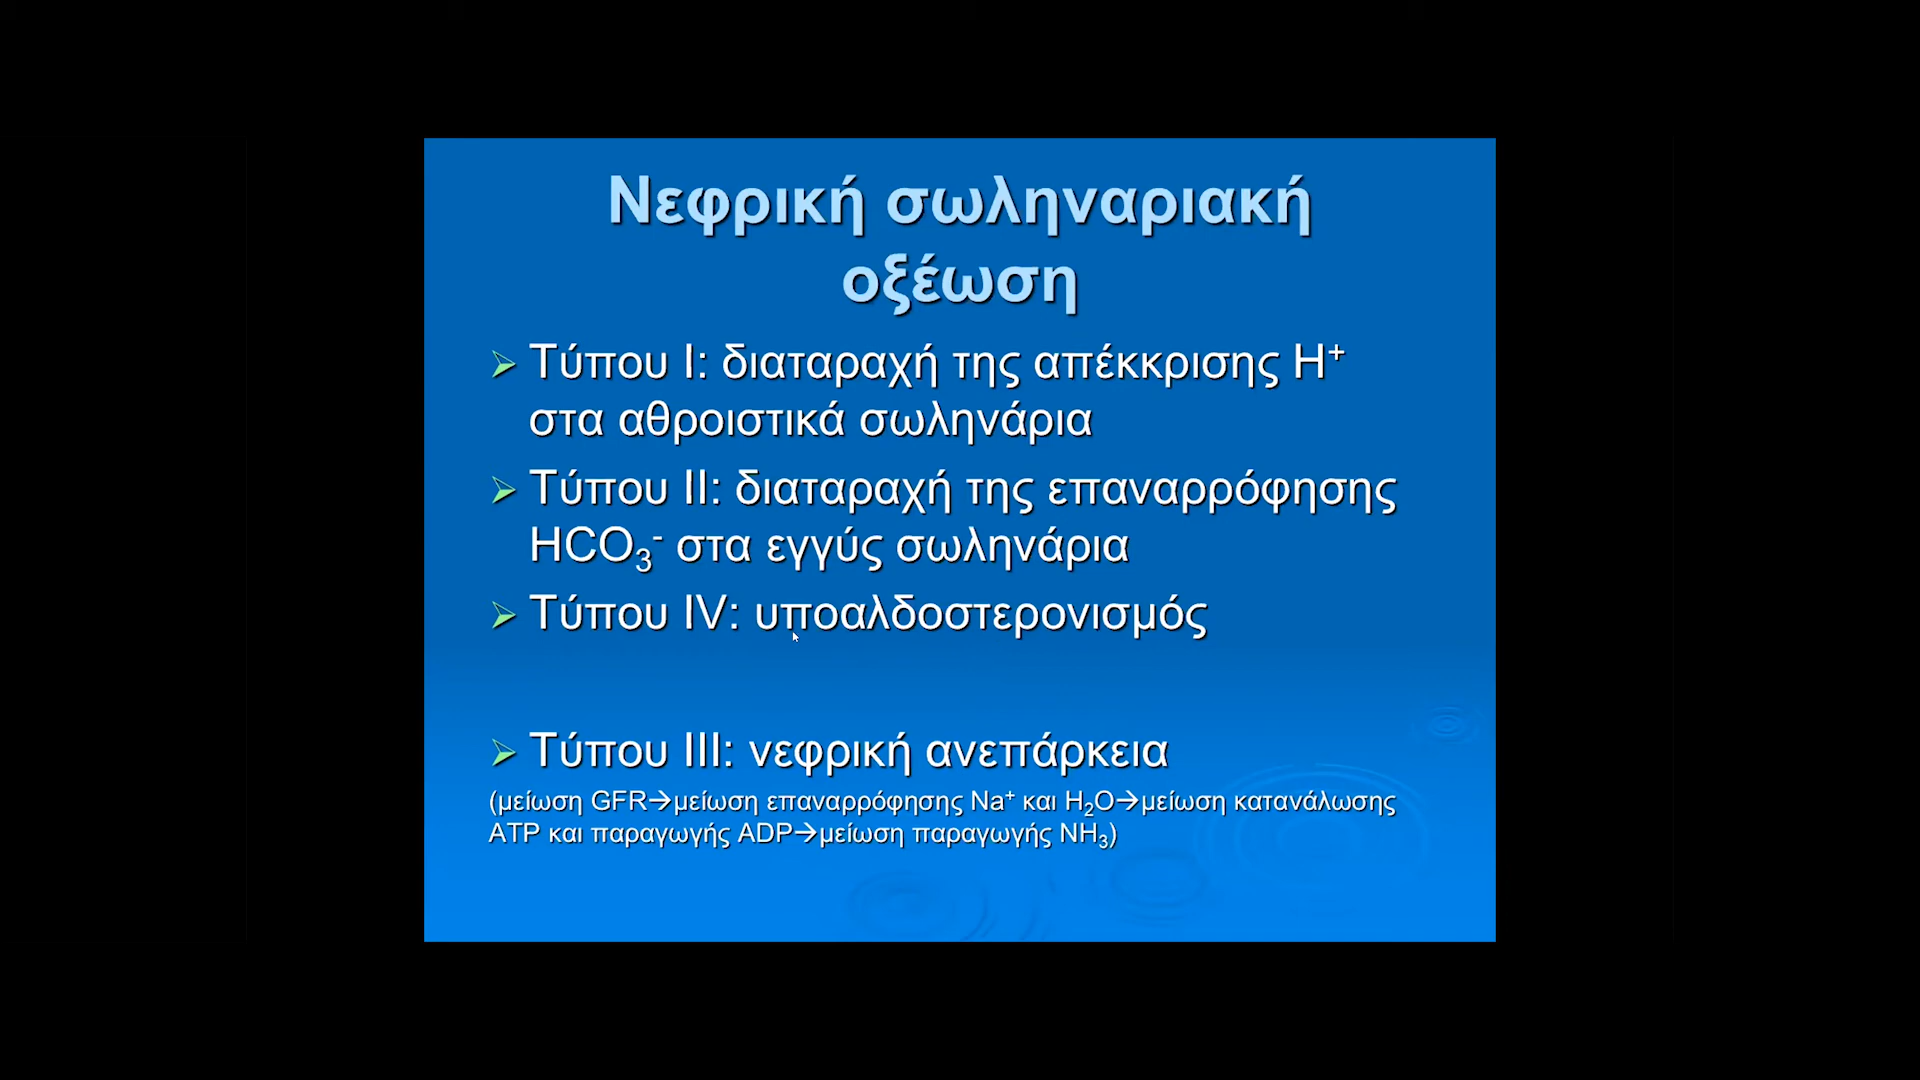 Νεφρική σωληναριακή
οξέωση
➢ Τύπου Ι: διαταραχή της απέκκρισης Η⁺
στα αθροιστικά σωληνάρια
➢ Τύπου ΙΙ: διαταραχή της επαναρρόφησης
HCO₃⁻ στα εγγύς σωληνάρια
➢ Τύπου IV: υποαλδοστερονισμός
➢ Τύπου ΙΙΙ: νεφρική ανεπάρκεια
(μείωση GFR→μείωση επαναρρόφησης Na⁺ και H₂O→μείωση κατανάλωσης
ATP και παραγωγής ADP→μείωση παραγωγής NH₃)